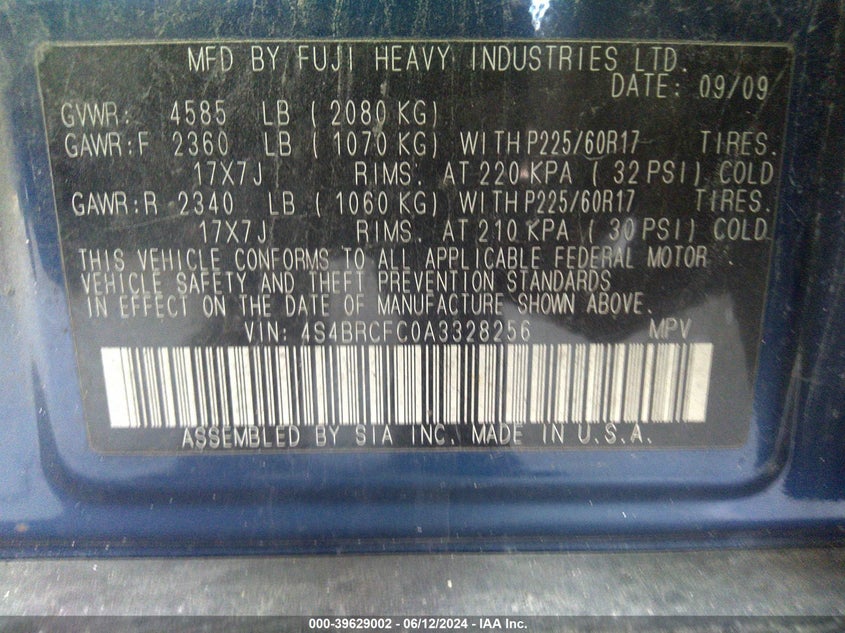 MFD BY FUJI HEAVY INDUSTRIES LTD.
DATE: 09/09
GVWR: 4585 LB ( 2080 KG)
GAWR:F 2360 LB ( 1070 KG) WITH P225/60R17 TIRES.
17X7J RIMS. AT 220 KPA ( 32 PSI) COLD
GAWR:R 2340 LB ( 1060 KG) WITH P225/60R17 TIRES.
17X7J RIMS. AT 210 KPA ( 30 PSI) COLD.
THIS VEHICLE CONFORMS TO ALL APPLICABLE FEDERAL MOTOR
VEHICLE SAFETY AND THEFT PREVENTION STANDARDS
IN EFFECT ON THE DATE OF MANUFACTURE SHOWN ABOVE.
VIN: 4S4BRCFC0A3328256 MPV
ASSEMBLED BY SIA INC. MADE IN U.S.A.
000-39629002 - 06/12/2024 - IAA Inc.